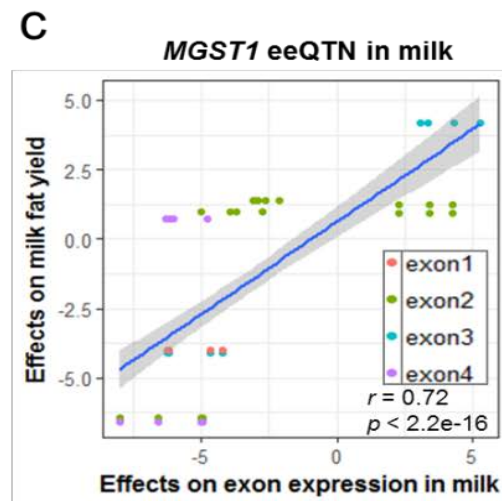 C
MGST1 eeQTN in milk
Effects on milk fat yield
5.0
2.5
0.0
-2.5
-5.0
exon1
exon2
exon3
exon4
r = 0.72
p < 2.2e-16
-5 0 5
Effects on exon expression in milk